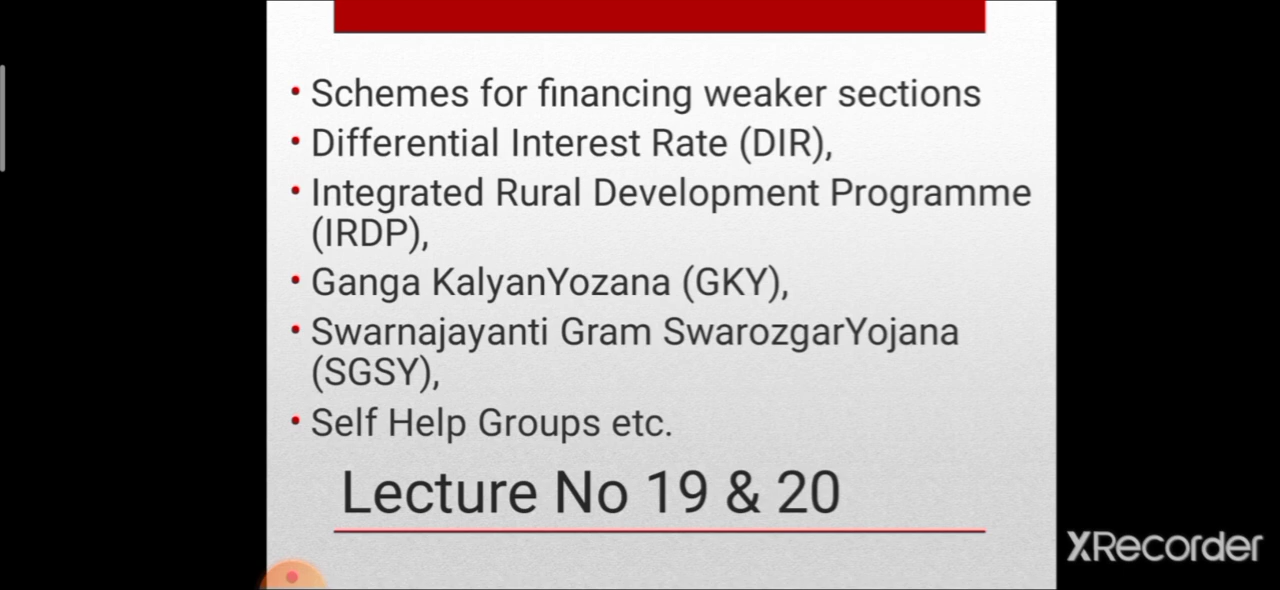 • Schemes for financing weaker sections
• Differential Interest Rate (DIR),
• Integrated Rural Development Programme
(IRDP),
• Ganga KalyanYozana (GKY),
• Swarnajayanti Gram SwarozgarYojana
(SGSY),
• Self Help Groups etc.
Lecture No 19 & 20
XRecorder